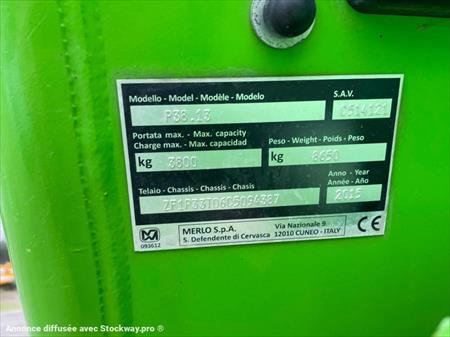 Modello - Model - Modèle - Modelo
S.A.V.
P38.13
C514121
Portata max. - Max. capacity
Charge max. - Max. capacidad
Peso - Weight - Poids - Peso
kg 3800
kg 8650
Telaio - Chassis - Chassis - Chasis
Anno - Year
Année - Año
2015
093612
MERLO S.p.A.
S. Defendente di Cervasca
Via Nazionale 9
12010 CUNEO - ITALY
CE
Annonce diffusée avec Stockway.pro ®